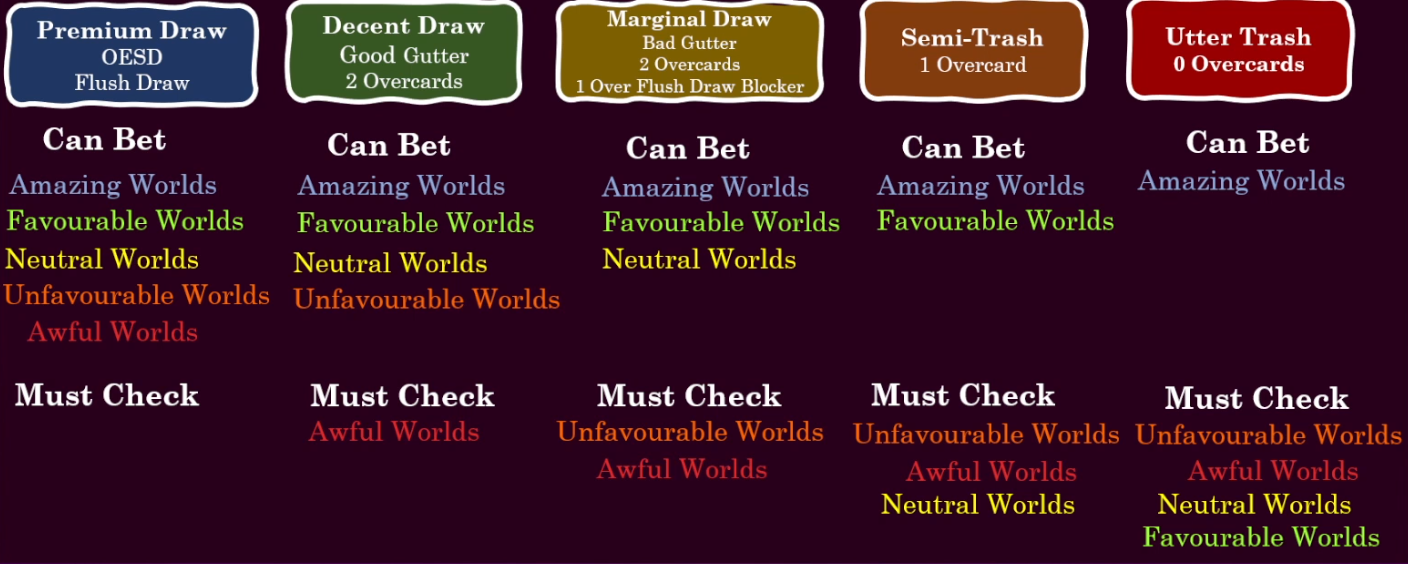 Premium Draw
OESD
Flush Draw
Can Bet
Amazing Worlds
Favourable Worlds
Neutral Worlds
Unfavourable Worlds
Awful Worlds
Must Check
Decent Draw
Good Gutter
2 Overcards
Can Bet
Amazing Worlds
Favourable Worlds
Neutral Worlds
Unfavourable Worlds
Must Check
Awful Worlds
Marginal Draw
Bad Gutter
2 Overcards
1 Over Flush Draw Blocker
Can Bet
Amazing Worlds
Favourable Worlds
Neutral Worlds
Must Check
Unfavourable Worlds
Awful Worlds
Semi-Trash
1 Overcard
Can Bet
Amazing Worlds
Favourable Worlds
Must Check
Unfavourable Worlds
Awful Worlds
Neutral Worlds
Utter Trash
0 Overcards
Can Bet
Amazing Worlds
Must Check
Unfavourable Worlds
Awful Worlds
Neutral Worlds
Favourable Worlds